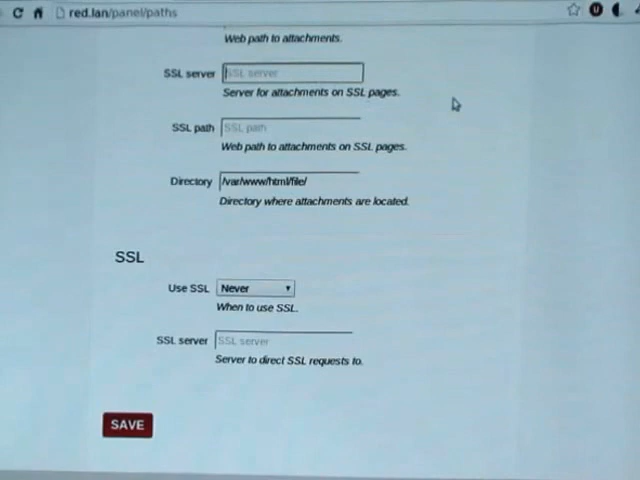 red.lan/panel/paths
Web path to attachments.
SSL server SSL server
Server for attachments on SSL pages.
SSL path SSL path
Web path to attachments on SSL pages.
Directory /var/www/html/file/
Directory where attachments are located.
SSL
Use SSL Never
When to use SSL.
SSL server SSL server
Server to direct SSL requests to.
SAVE